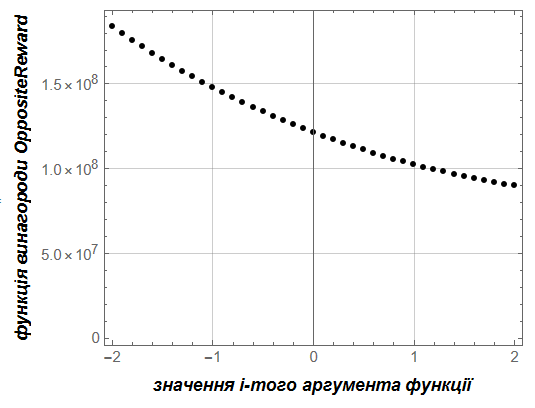 функція винагороди OppositeReward
1.5 × 10⁸
1.0 × 10⁸
5.0 × 10⁷
0
−2 −1 0 1 2
значення i-того аргумента функції